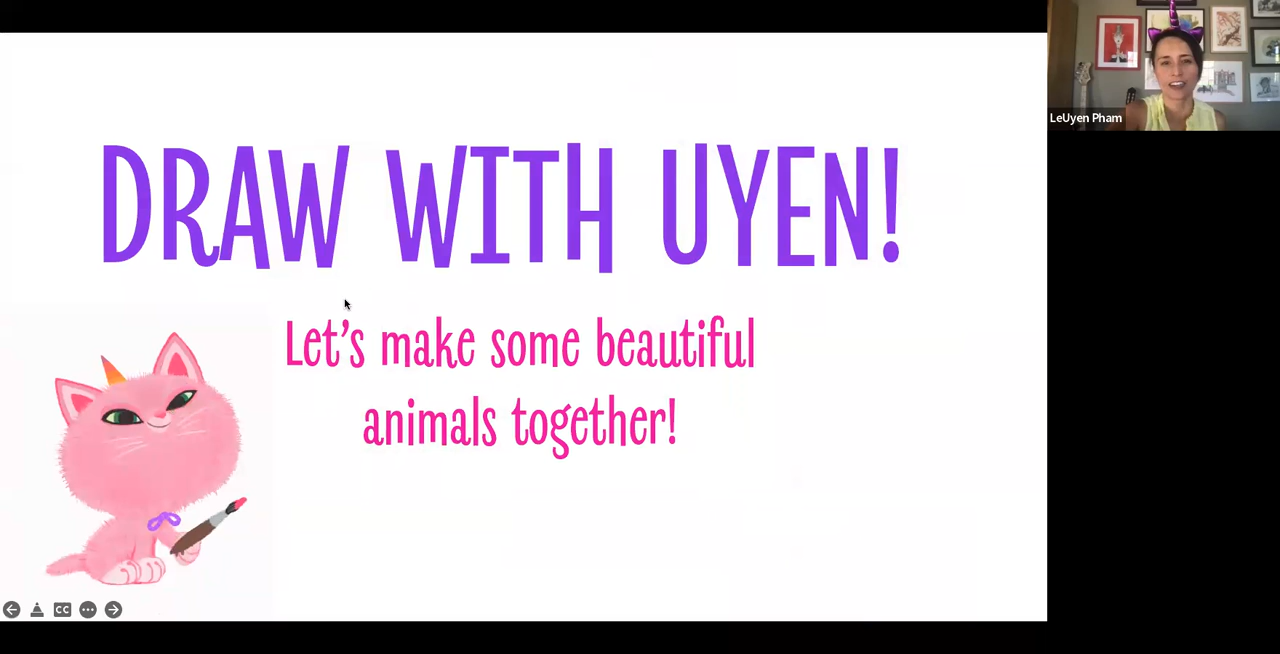 DRAW WITH UYEN!
Let's make some beautiful
animals together!
LeUyen Pham
CC